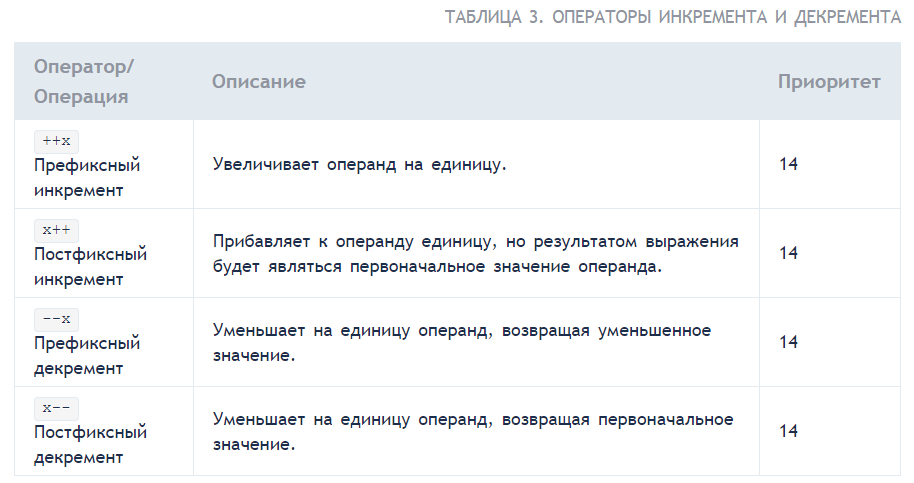 ТАБЛИЦА 3. ОПЕРАТОРЫ ИНКРЕМЕНТА И ДЕКРЕМЕНТА
Оператор/
Операция
Описание
Приоритет
++x
Префиксный
инкремент
Увеличивает операнд на единицу.
14
x++
Постфиксный
инкремент
Прибавляет к операнду единицу, но результатом выражения
будет являться первоначальное значение операнда.
14
--x
Префиксный
декремент
Уменьшает на единицу операнд, возвращая уменьшенное
значение.
14
x--
Постфиксный
декремент
Уменьшает на единицу операнд, возвращая первоначальное
значение.
14